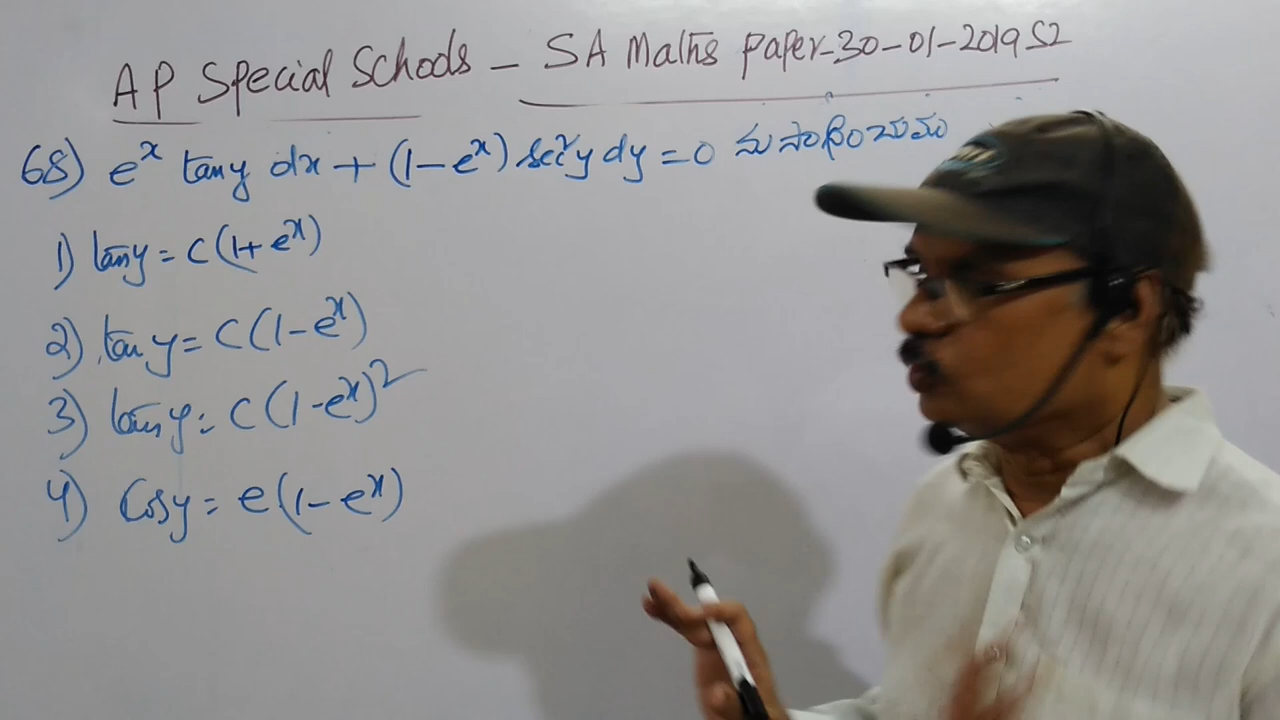 AP Special Schools - SA Maths paper-30-01-2019 S2
68) e^x tany dx + (1-e^x) sec²y dy = 0 ను సాధించుము
1) tany = C(1+e^x)
2) tan y = C(1-e^x)
3) tany = C(1-e^x)²
4) Cosy = e(1-e^x)